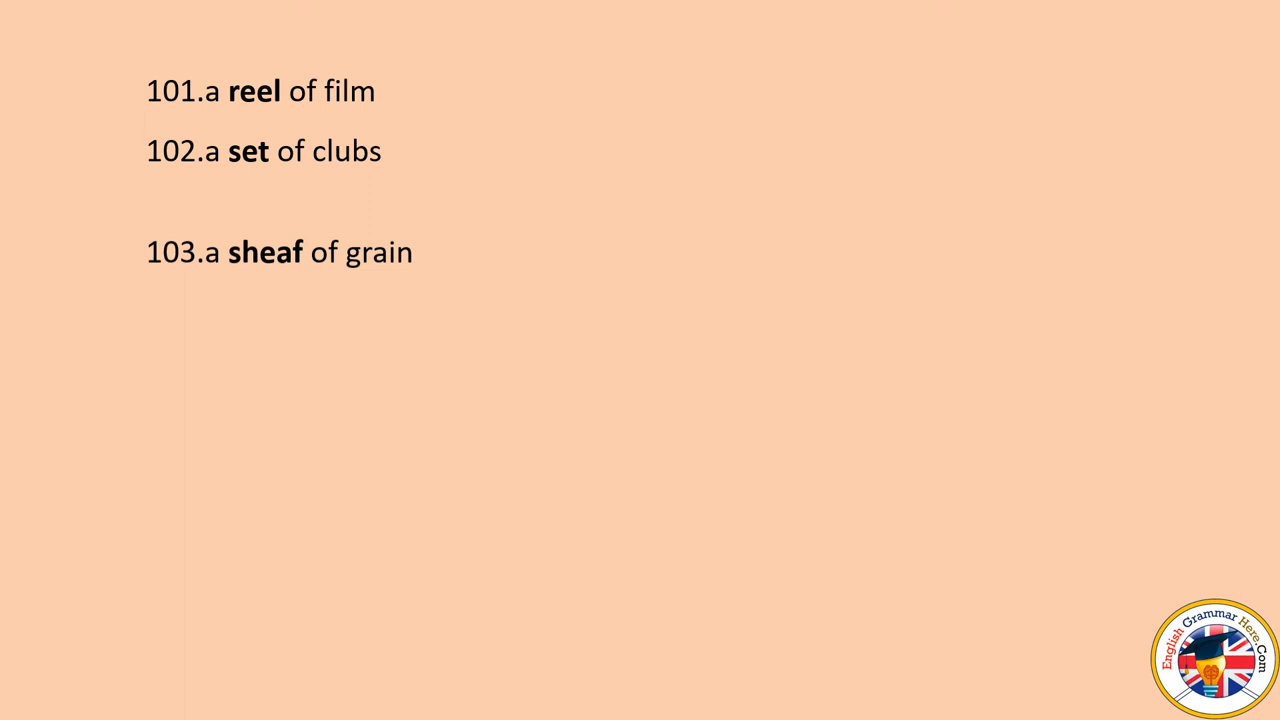 101.a reel of film
102.a set of clubs
103.a sheaf of grain
English Grammar Here.Com